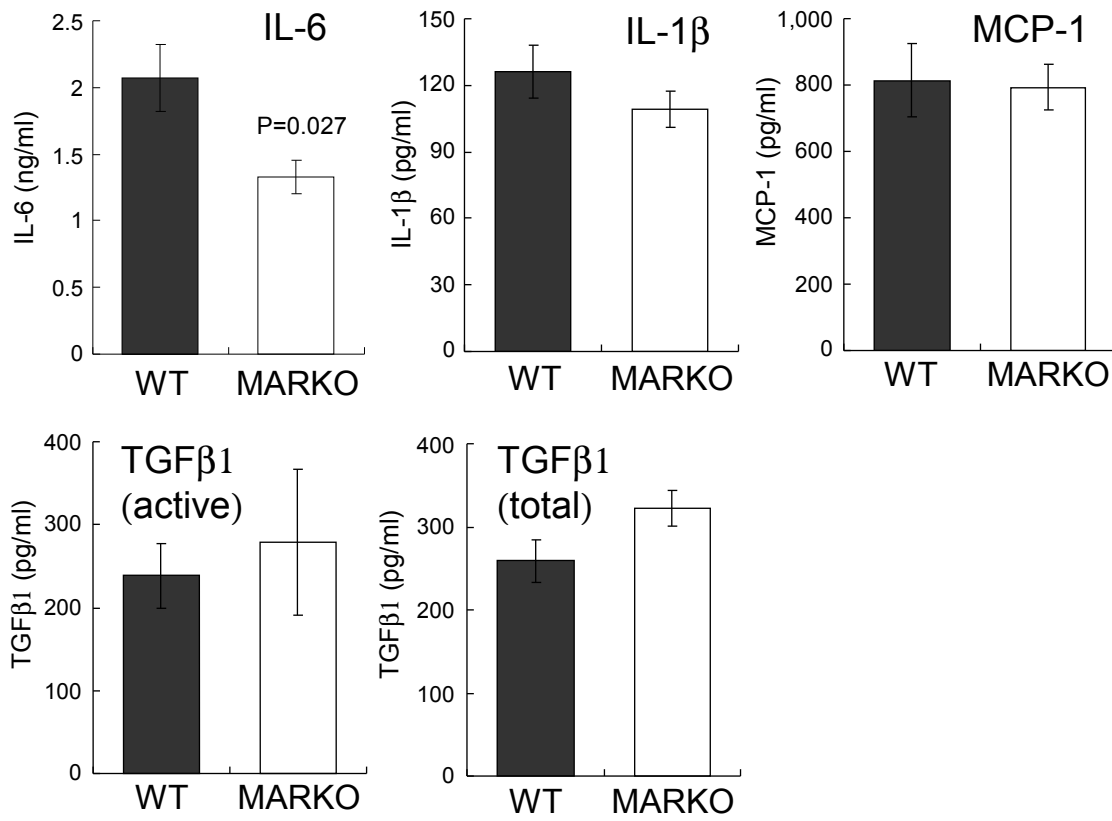 IL-6
IL-6 (ng/ml)
2.5
2
1.5
1
0.5
0
P=0.027
WT MARKO
IL-1β
IL-1β (pg/ml)
150
120
90
60
30
0
WT MARKO
MCP-1
MCP-1 (pg/ml)
1,000
800
600
400
200
0
WT MARKO
TGFβ1
(active)
TGFβ1 (pg/ml)
400
300
200
100
0
WT MARKO
TGFβ1
(total)
TGFβ1 (pg/ml)
400
300
200
100
0
WT MARKO